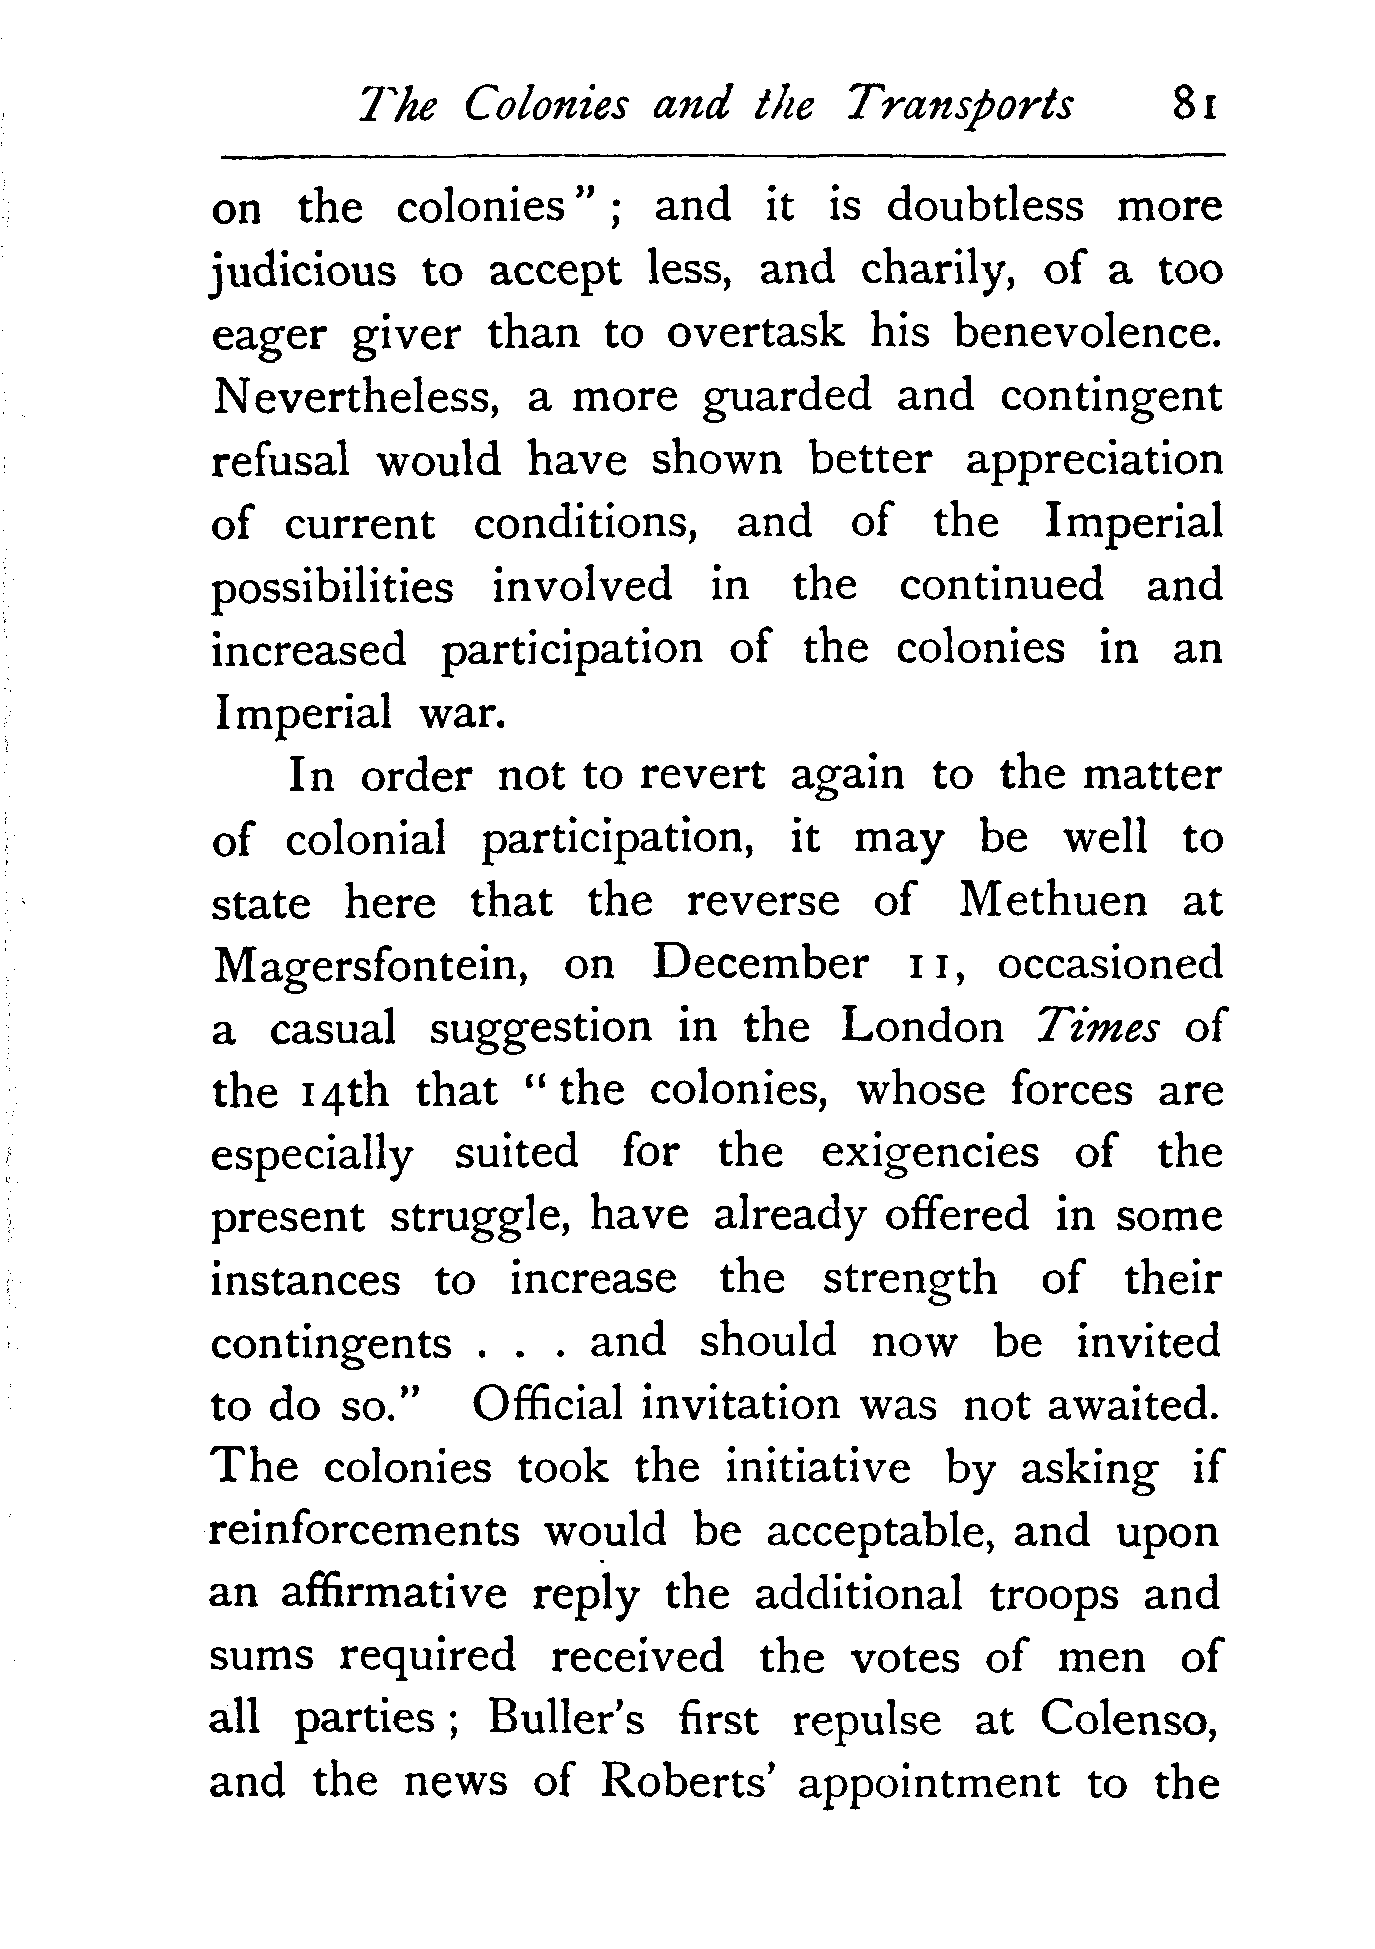 The Colonies and the Transports 81
on the colonies" ; and it is doubtless more
judicious to accept less, and charily, of a too
eager giver than to overtask his benevolence.
Nevertheless, a more guarded and contingent
refusal would have shown better appreciation
of current conditions, and of the Imperial
possibilities involved in the continued and
increased participation of the colonies in an
Imperial war.
In order not to revert again to the matter
of colonial participation, it may be well to
state here that the reverse of Methuen at
Magersfontein, on December 11, occasioned
a casual suggestion in the London Times of
the 14th that " the colonies, whose forces are
especially suited for the exigencies of the
present struggle, have already offered in some
instances to increase the strength of their
contingents . . . and should now be invited
to do so." Official invitation was not awaited.
The colonies took the initiative by asking if
reinforcements would be acceptable, and upon
an affirmative reply the additional troops and
sums required received the votes of men of
all parties ; Buller's first repulse at Colenso,
and the news of Roberts' appointment to the